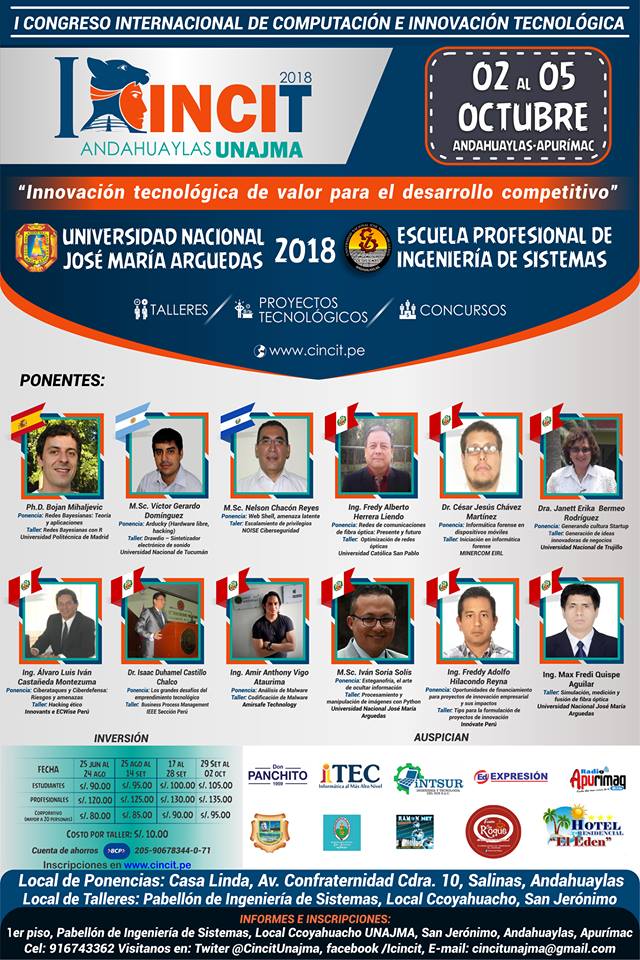 I CONGRESO INTERNACIONAL DE COMPUTACIÓN E INNOVACIÓN TECNOLÓGICA
I CINCIT
2018
ANDAHUAYLAS UNAJMA
02 AL 05
OCTUBRE
ANDAHUAYLAS-APURÍMAC
“Innovación tecnológica de valor para el desarrollo competitivo”
UNIVERSIDAD NACIONAL
JOSÉ MARÍA ARGUEDAS
2018
ESCUELA PROFESIONAL DE
INGENIERÍA DE SISTEMAS
TALLERES
PROYECTOS
TECNOLÓGICOS
CONCURSOS
www.cincit.pe
PONENTES:
Ph.D. Bojan Mihaljevic
Ponencia: Redes Bayesianas: Teoría
y aplicaciones
Taller: Redes Bayesianas con R
Universidad Politécnica de Madrid
M.Sc. Víctor Gerardo
Domínguez
Ponencia: Arducky (Hardware libre,
hacking)
Taller: Drawdio – Sintetizador
electrónico de sonido
Universidad Nacional de Tucumán
M.Sc. Nelson Chacón Reyes
Ponencia: Web Shell, amenaza latente
Taller: Escalamiento de privilegios
NOISE Ciberseguridad
Ing. Fredy Alberto
Herrera Liendo
Ponencia: Redes de comunicaciones
de fibra óptica: Presente y futuro
Taller: Optimización de redes
ópticas
Universidad Católica San Pablo
Dr. César Jesús Chávez
Martínez
Ponencia: Informática forense en
dispositivos móviles
Taller: Iniciación en informática
forense
MINERCOM EIRL
Dra. Janett Erika Bermeo
Rodríguez
Ponencia: Generando cultura Startup
Taller: Generación de ideas
innovadoras de negocios
Universidad Nacional de Trujillo
Ing. Álvaro Luis Iván
Castañeda Montezuma
Ponencia: Ciberataques y Ciberdefensa:
Riesgos y amenazas
Taller: Hacking ético
Innovants e ECWise Perú
Dr. Isaac Duhamel Castillo
Chalco
Ponencia: Los grandes desafíos del
emprendimiento tecnológico
Taller: Business Process Management
IEEE Sección Perú
Ing. Amir Anthony Vigo
Ataurima
Ponencia: Análisis de Malware
Taller: Codificación de Malware
Amirsafe Technology
M.Sc. Iván Soria Solís
Ponencia: Esteganofría, el arte
de ocultar información
Taller: Procesamiento y
manipulación de imágenes con Python
Universidad Nacional José María
Arguedas
Ing. Freddy Adolfo
Hilacondo Reyna
Ponencia: Oportunidades de financiamiento
para proyectos de innovación empresarial
y sus impactos
Taller: Tips para la formulación de
proyectos de innovación
Innóvate Perú
Ing. Max Fredi Quispe
Aguilar
Taller: Simulación, medición y
fusión de fibra óptica
Universidad Nacional José María
Arguedas
INVERSIÓN
FECHA 25 JUN AL 24 AGO 25 AGO AL 14 SET 17 AL 28 SET 29 SET AL 02 OCT
ESTUDIANTES S/. 90.00 S/. 95.00 S/. 100.00 S/. 105.00
PROFESIONALES S/. 120.00 S/. 125.00 S/. 130.00 S/. 135.00
CORPORATIVO (MAYOR A 20 PERSONAS) S/. 80.00 S/. 85.00 S/. 90.00 S/. 95.00
COSTO POR TALLER: S/. 10.00
Cuenta de ahorros BCP 205-90678344-0-71
Inscripciones en www.cincit.pe
AUSPICIAN
Don
PANCHITO
1969
iiTEC
Informática al Más Alto Nivel
iNTSUR
Ed EXPRESIÓN
Radio
Apurimac
RAM@N NET
Rogue
HOTEL
RESIDENCIAL
"El Eden"
Local de Ponencias: Casa Linda, Av. Confraternidad Cdra. 10, Salinas, Andahuaylas
Local de Talleres: Pabellón de Ingeniería de Sistemas, Local Ccoyahuacho, San Jerónimo
INFORMES E INSCRIPCIONES:
1er piso, Pabellón de Ingeniería de Sistemas, Local Ccoyahuacho UNAJMA, San Jerónimo, Andahuaylas, Apurímac
Cel: 916743362 Visitanos en: Twiter @CincitUnajma, facebook /Icincit, E-mail: cincitunajma@gmail.com